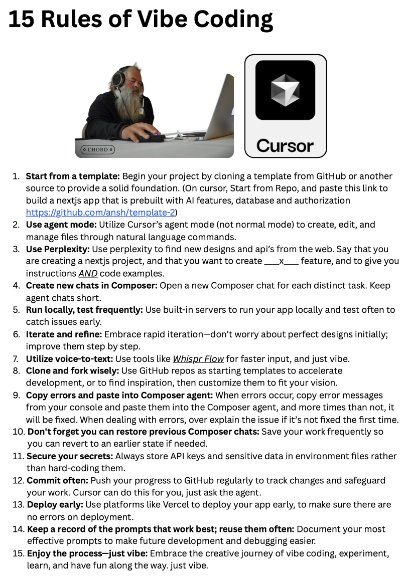 15 Rules of Vibe Coding
CHORD
Cursor
1. Start from a template: Begin your project by cloning a template from GitHub or another
source to provide a solid foundation. (On cursor, Start from Repo, and paste this link to
build a nextjs app that is prebuilt with AI features, database and authorization
https://github.com/ansh/template-2)
2. Use agent mode: Utilize Cursor's agent mode (not normal mode) to create, edit, and
manage files through natural language commands.
3. Use Perplexity: Use perplexity to find new designs and api's from the web. Say that you
are creating a nextjs project, and that you want to create ___x___ feature, and to give you
instructions AND code examples.
4. Create new chats in Composer: Open a new Composer chat for each distinct task. Keep
agent chats short.
5. Run locally, test frequently: Use built-in servers to run your app locally and test often to
catch issues early.
6. Iterate and refine: Embrace rapid iteration—don't worry about perfect designs initially;
improve them step by step.
7. Utilize voice-to-text: Use tools like Whispr Flow for faster input, and just vibe.
8. Clone and fork wisely: Use GitHub repos as starting templates to accelerate
development, or to find inspiration, then customize them to fit your vision.
9. Copy errors and paste into Composer agent: When errors occur, copy error messages
from your console and paste them into the Composer agent, and more times than not, it
will be fixed. When dealing with errors, over explain the issue if it's not fixed the first time.
10. Don't forget you can restore previous Composer chats: Save your work frequently so
you can revert to an earlier state if needed.
11. Secure your secrets: Always store API keys and sensitive data in environment files rather
than hard-coding them.
12. Commit often: Push your progress to GitHub regularly to track changes and safeguard
your work. Cursor can do this for you, just ask the agent.
13. Deploy early: Use platforms like Vercel to deploy your app early, to make sure there are
no errors on deployment.
14. Keep a record of the prompts that work best; reuse them often: Document your most
effective prompts to make future development and debugging easier.
15. Enjoy the process—just vibe: Embrace the creative journey of vibe coding, experiment,
learn, and have fun along the way. just vibe.